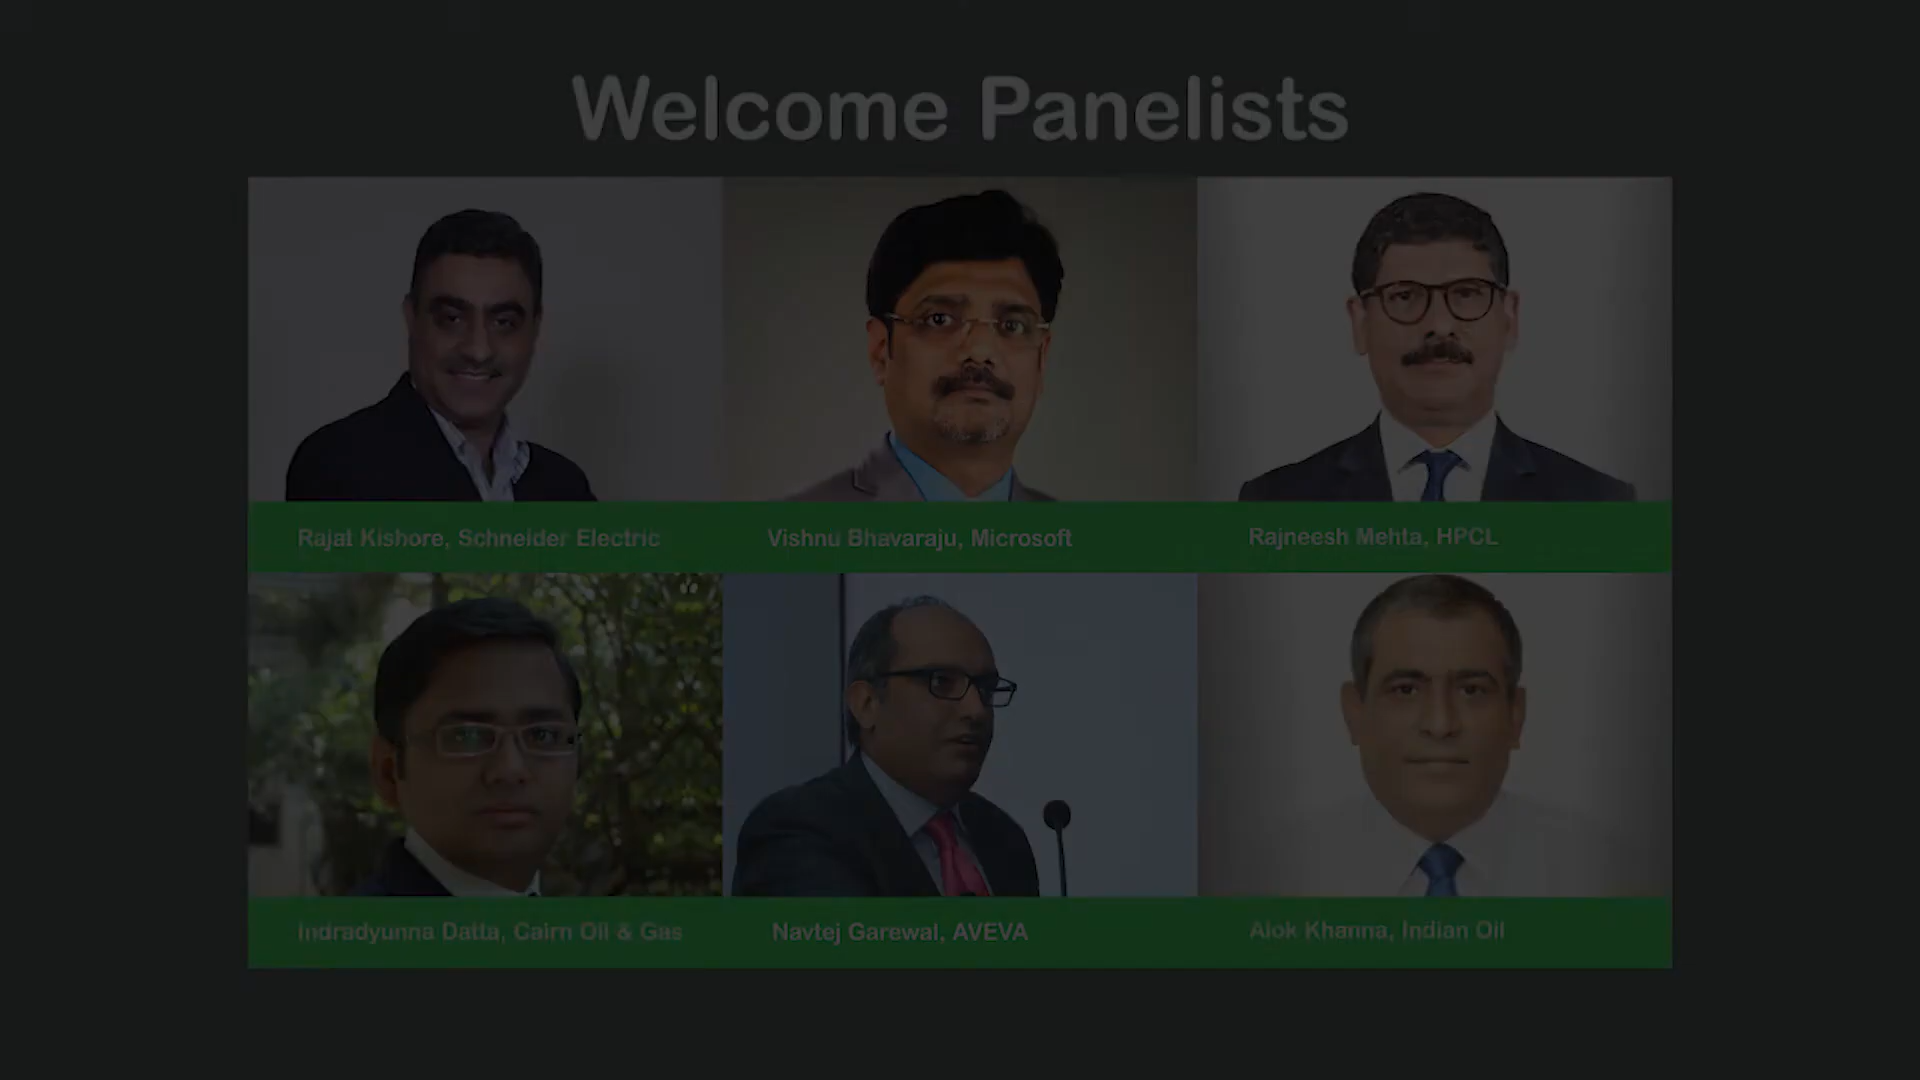 Welcome Panelists
Rajat Kishore, Schneider Electric
Vishnu Bhavaraju, Microsoft
Rajneesh Mehta, HPCL
Indradyunna Datta, Cairn Oil & Gas
Navtej Garewal, AVEVA
Alok Khanna, Indian Oil